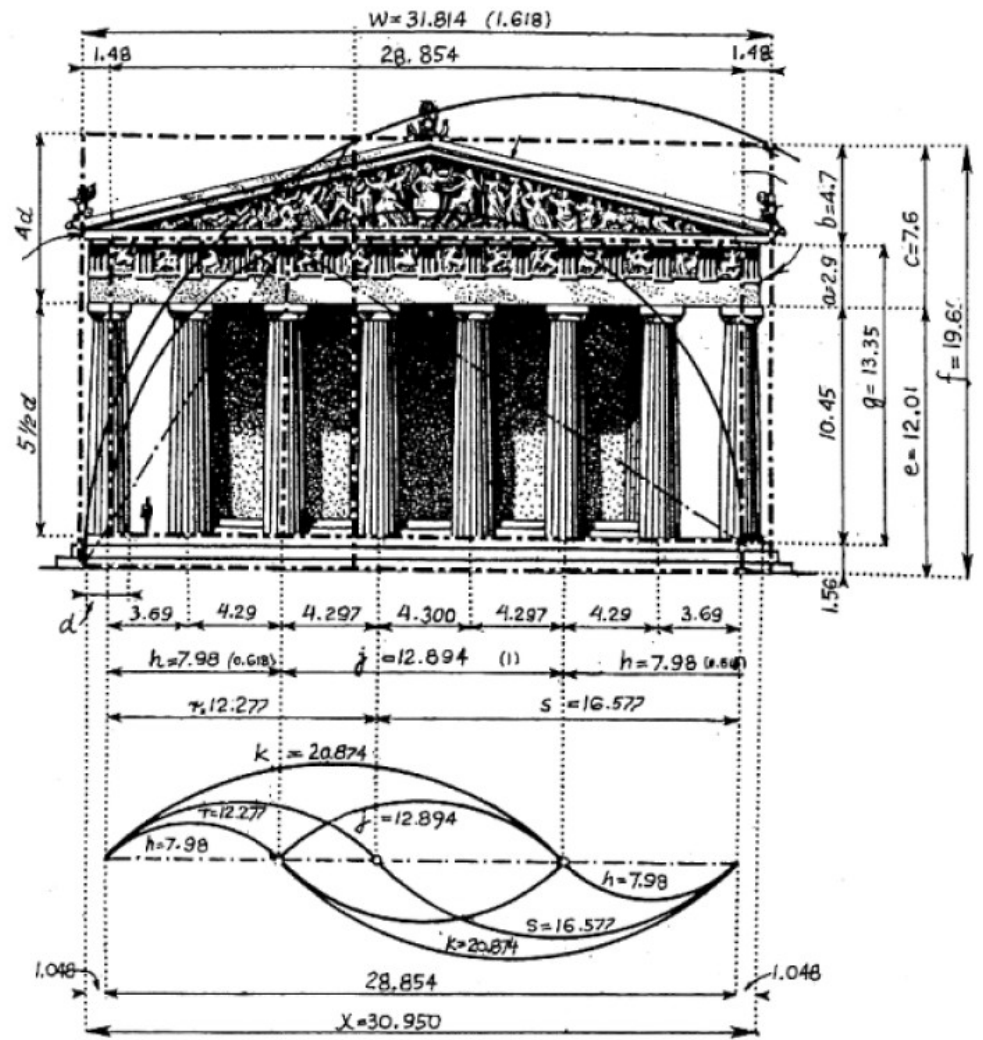 W=31.814 (1.618)
1.48 28.854 1.48
4d
5½d
b=4.7
a=2.9
c=7.6
10.45
g=13.35
e=12.01
1.56
d
3.69 4.29 4.297 4.300 4.297 4.29 3.69
h=7.98 (0.618) j=12.894 (1) h=7.98
r=12.277 s=16.577
k=20.874
r=12.277 j=12.894
h=7.98
h=7.98
s=16.577
k=20.874
1.048 28.854 1.048
X=30.950